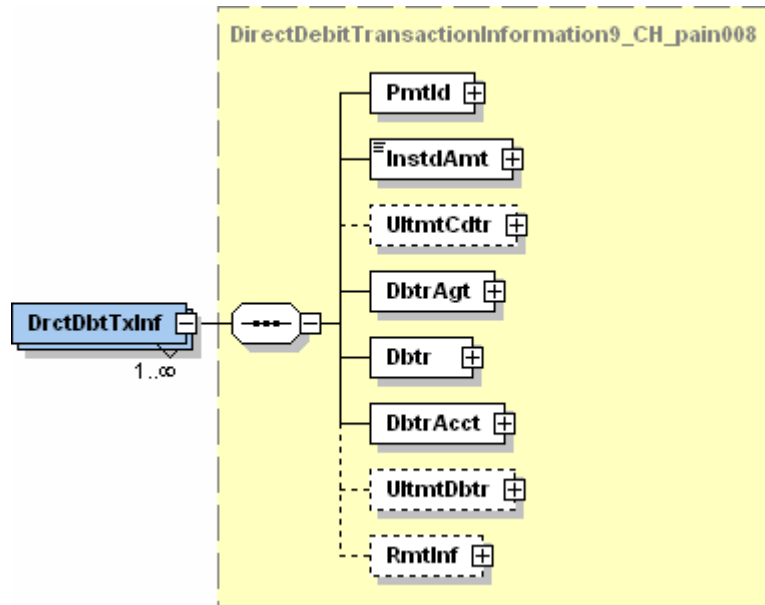 DirectDebitTransactionInformation9_CH_pain008
PmtId
InstdAmt
UltmtCdtr
DbtrAgt
DrctDbtTxInf
1..∞
Dbtr
DbtrAcct
UltmtDbtr
RmtInf